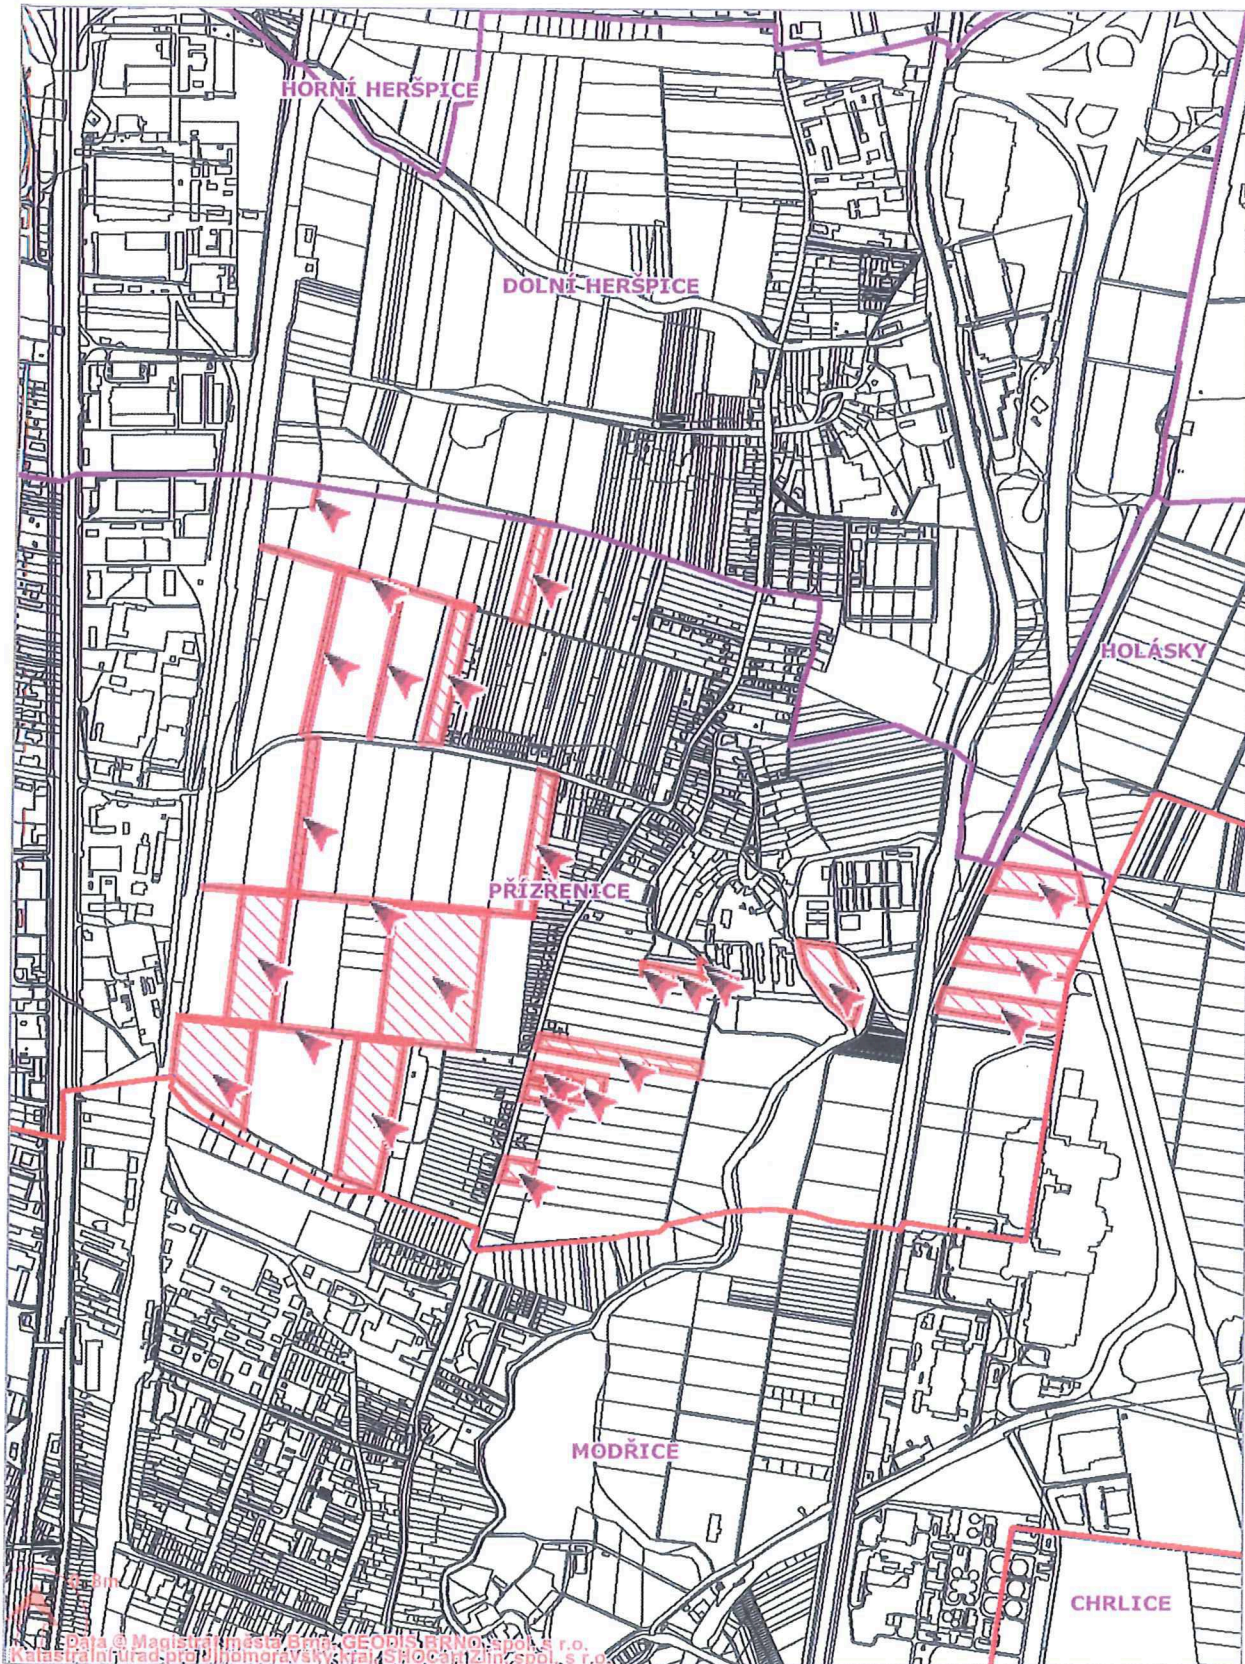 HORNÍ HERŠPICE
DOLNÍ HERŠPICE
HOLÁSKY
PŘÍZŘENICE
MODŘICE
CHRLICE
Data @ Magistrát města Brna, GEODIS BRNO, spol. s r.o.
Katastrální úřad pro Jihomoravský kraj, SHOCart Zlín, spol. s r.o.